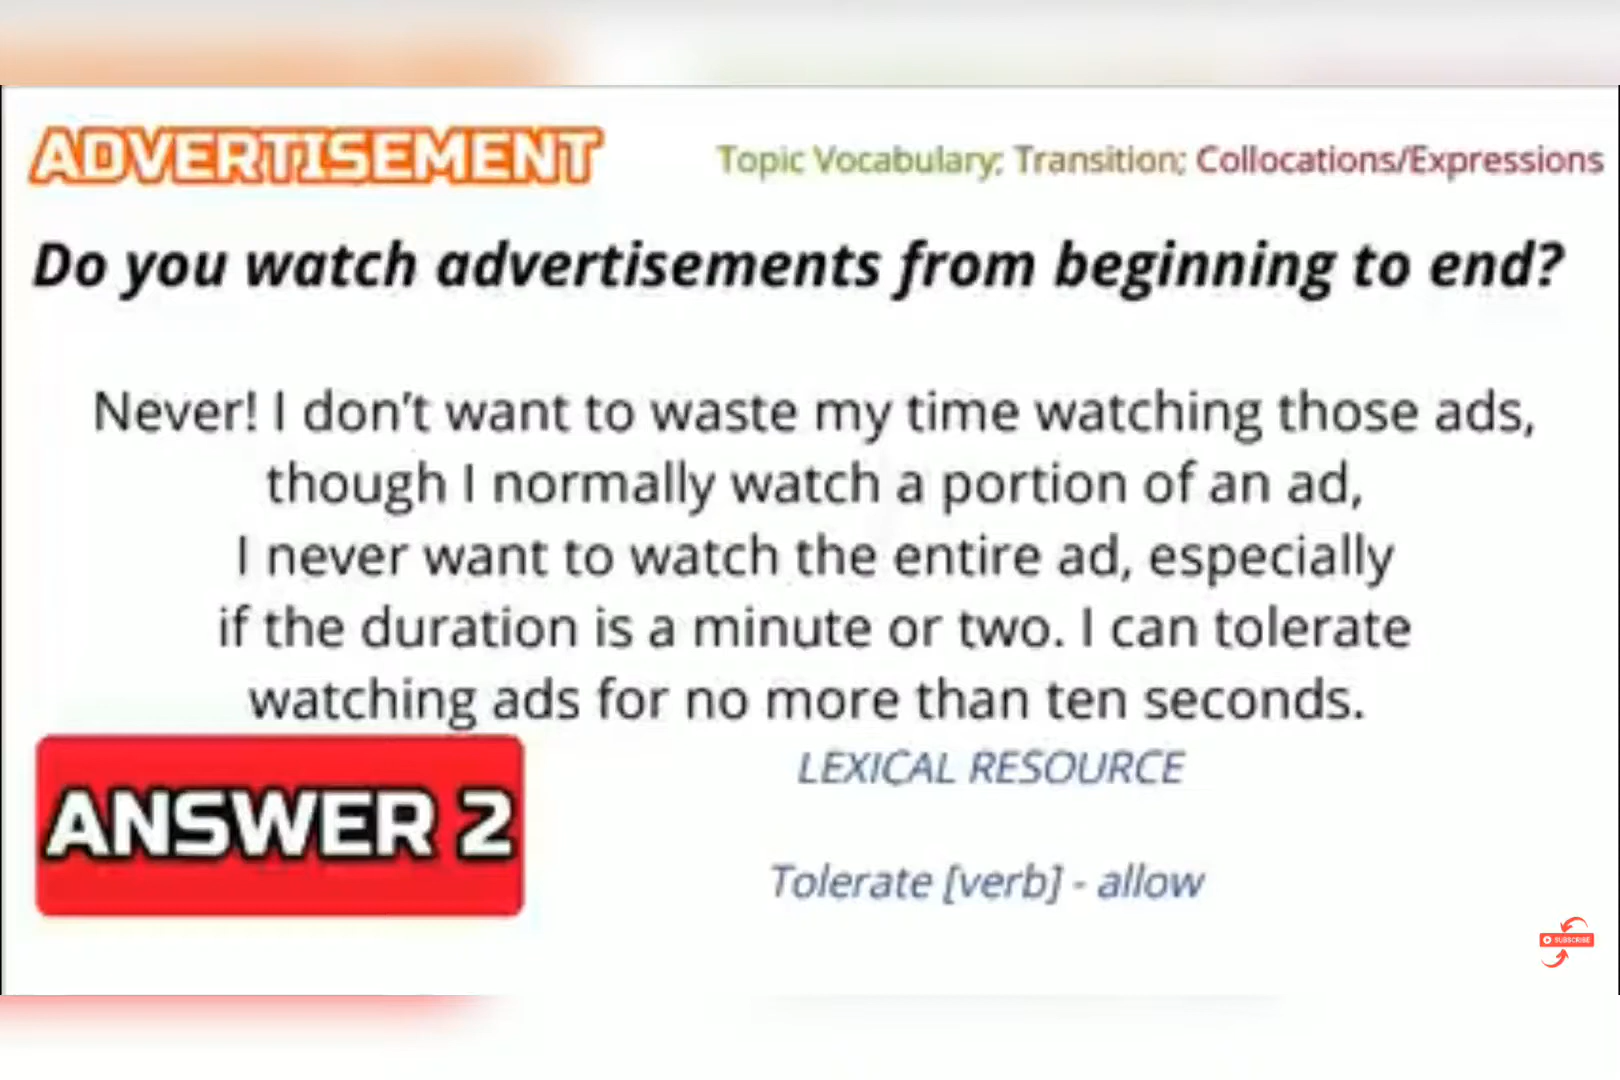 ADVERTISEMENT
Topic Vocabulary; Transition; Collocations/Expressions
Do you watch advertisements from beginning to end?
Never! I don't want to waste my time watching those ads,
though I normally watch a portion of an ad,
I never want to watch the entire ad, especially
if the duration is a minute or two. I can tolerate
watching ads for no more than ten seconds.
ANSWER 2
LEXICAL RESOURCE
Tolerate [verb] - allow
SUBSCRIBE